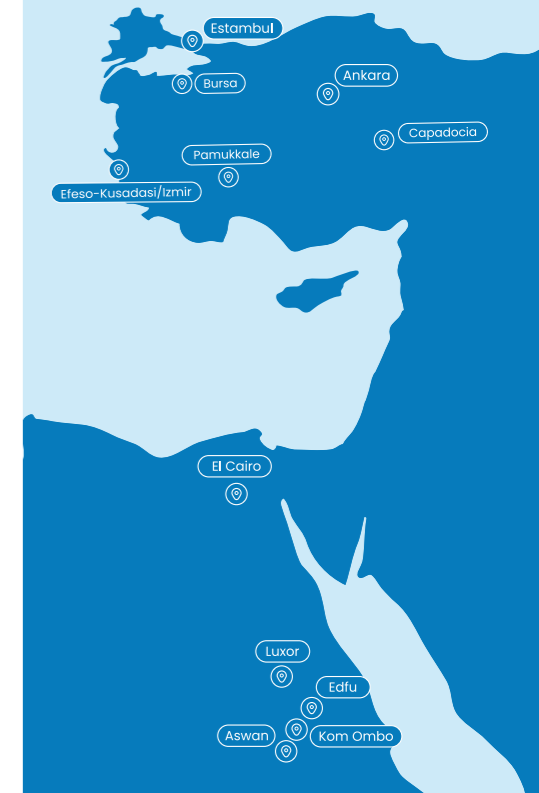 Estambul
Ankara
Bursa
Capadocia
Pamukkale
Efeso-Kusadasi/Izmir
El Cairo
Luxor
Edfu
Aswan
Kom Ombo